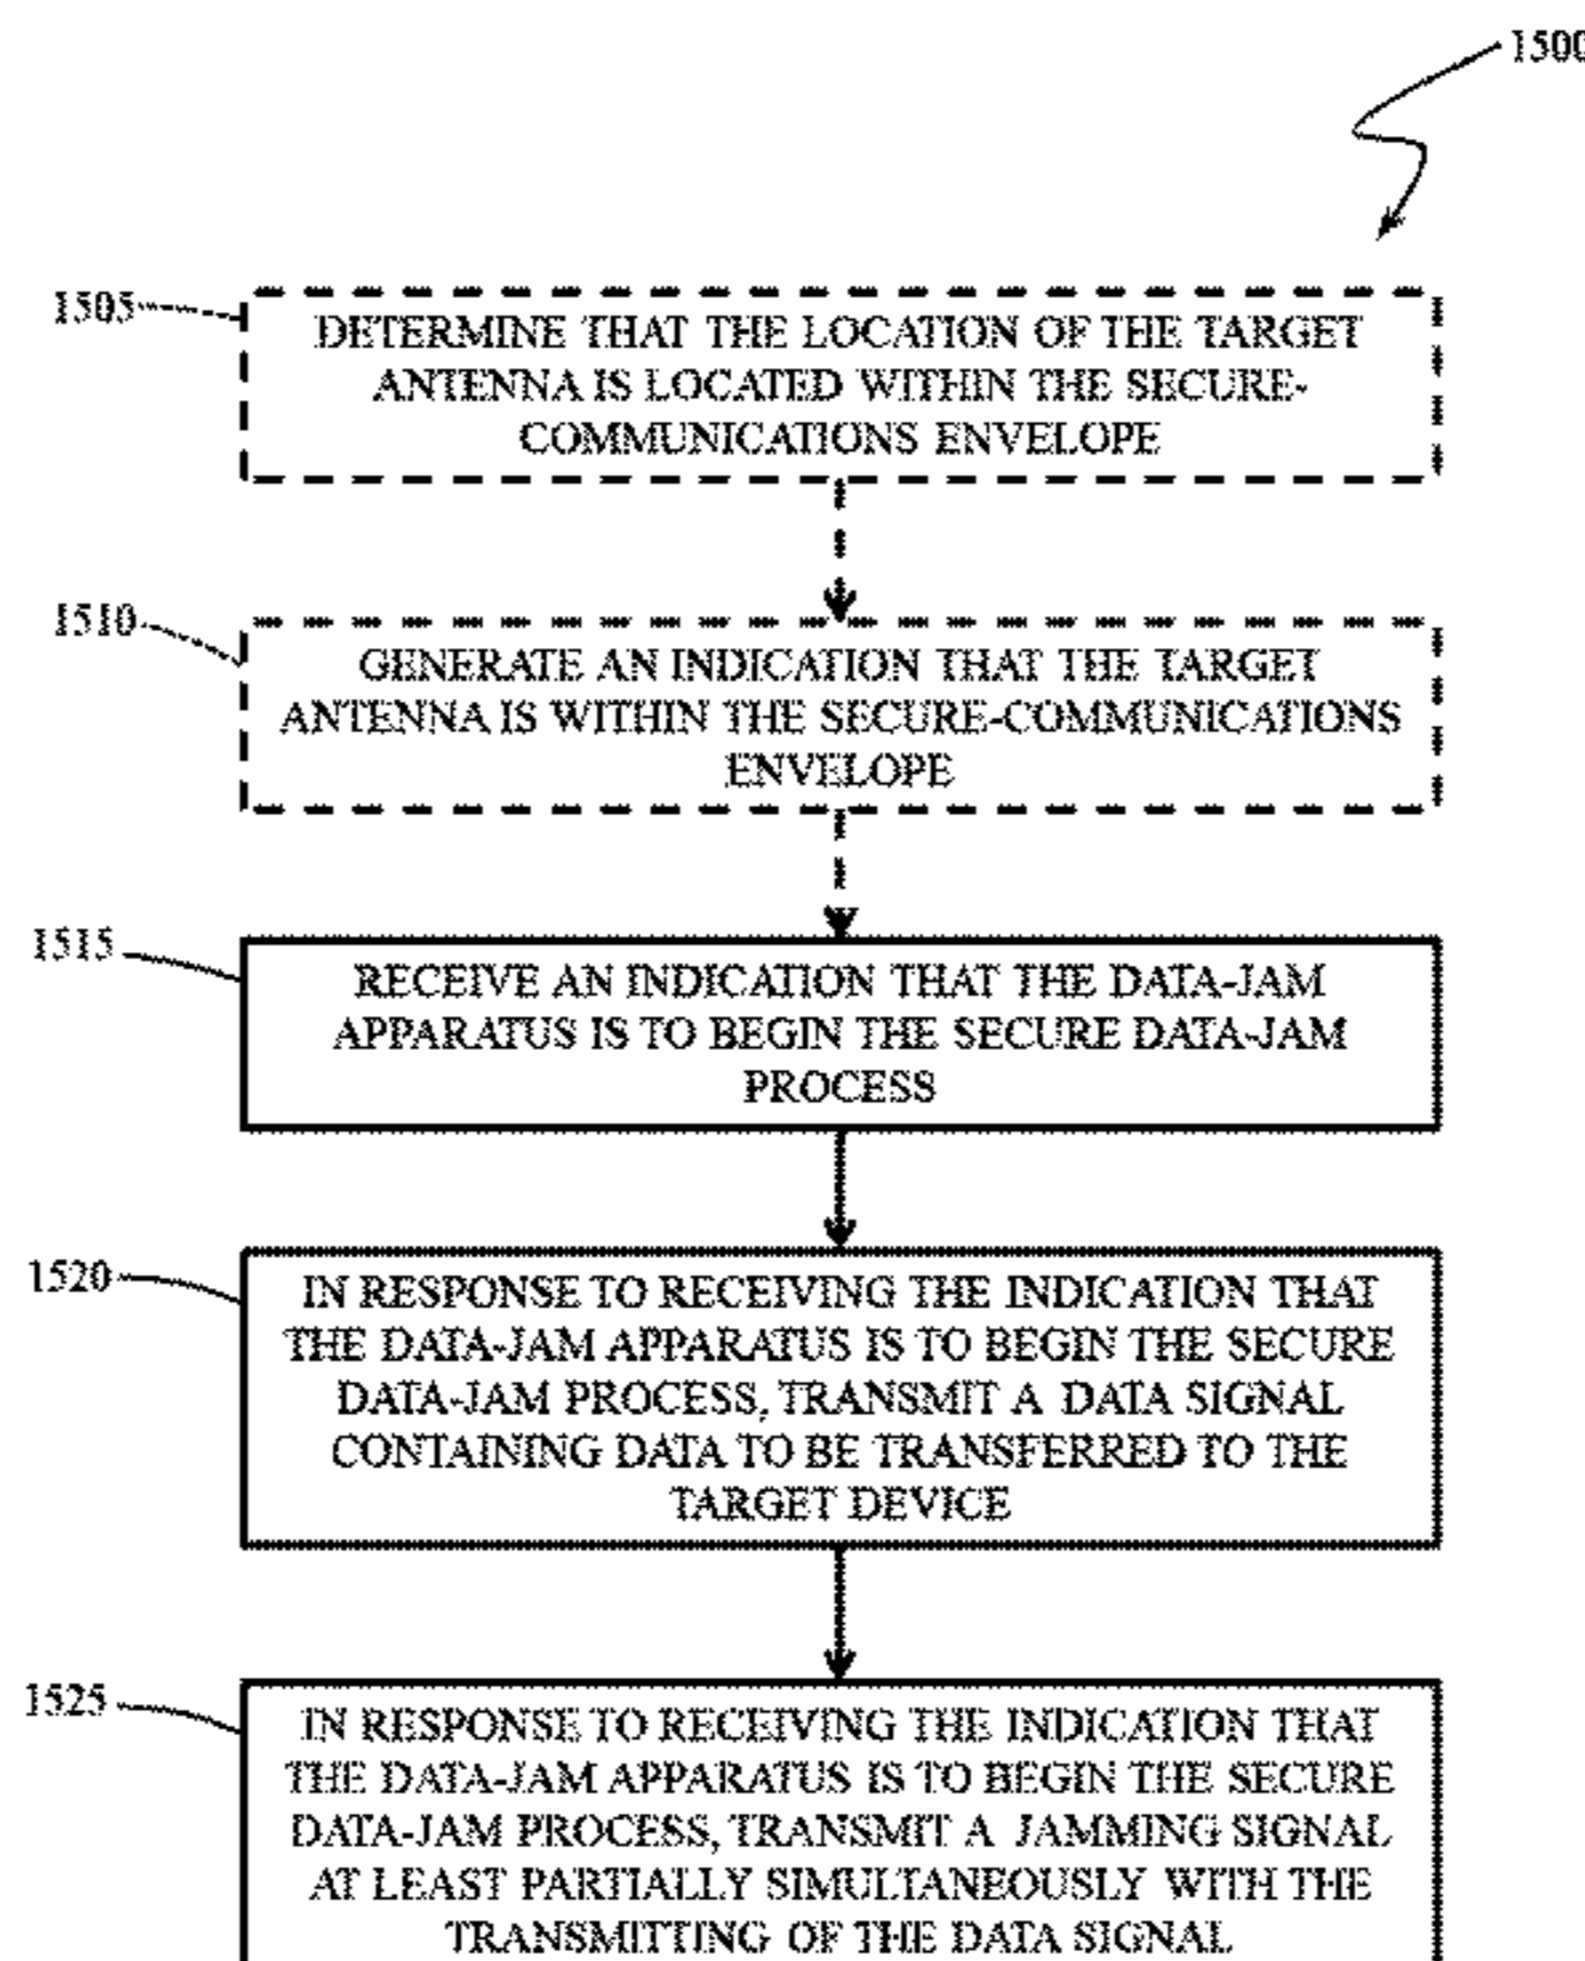 1500
1505
DETERMINE THAT THE LOCATION OF THE TARGET
ANTENNA IS LOCATED WITHIN THE SECURE-
COMMUNICATIONS ENVELOPE
1510
GENERATE AN INDICATION THAT THE TARGET
ANTENNA IS WITHIN THE SECURE-COMMUNICATIONS
ENVELOPE
1515
RECEIVE AN INDICATION THAT THE DATA-JAM
APPARATUS IS TO BEGIN THE SECURE DATA-JAM
PROCESS
1520
IN RESPONSE TO RECEIVING THE INDICATION THAT
THE DATA-JAM APPARATUS IS TO BEGIN THE SECURE
DATA-JAM PROCESS, TRANSMIT A DATA SIGNAL
CONTAINING DATA TO BE TRANSFERRED TO THE
TARGET DEVICE
1525
IN RESPONSE TO RECEIVING THE INDICATION THAT
THE DATA-JAM APPARATUS IS TO BEGIN THE SECURE
DATA-JAM PROCESS, TRANSMIT A JAMMING SIGNAL
AT LEAST PARTIALLY SIMULTANEOUSLY WITH THE
TRANSMITTING OF THE DATA SIGNAL